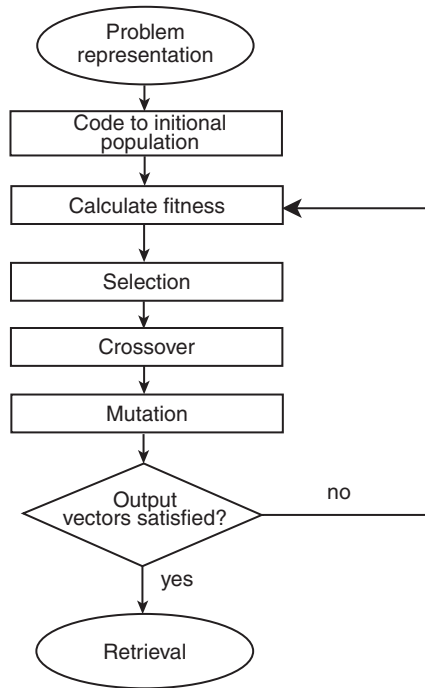 Problem
representation
Code to initional
population
Calculate fitness
Selection
Crossover
Mutation
Output
vectors satisfied?
no
yes
Retrieval